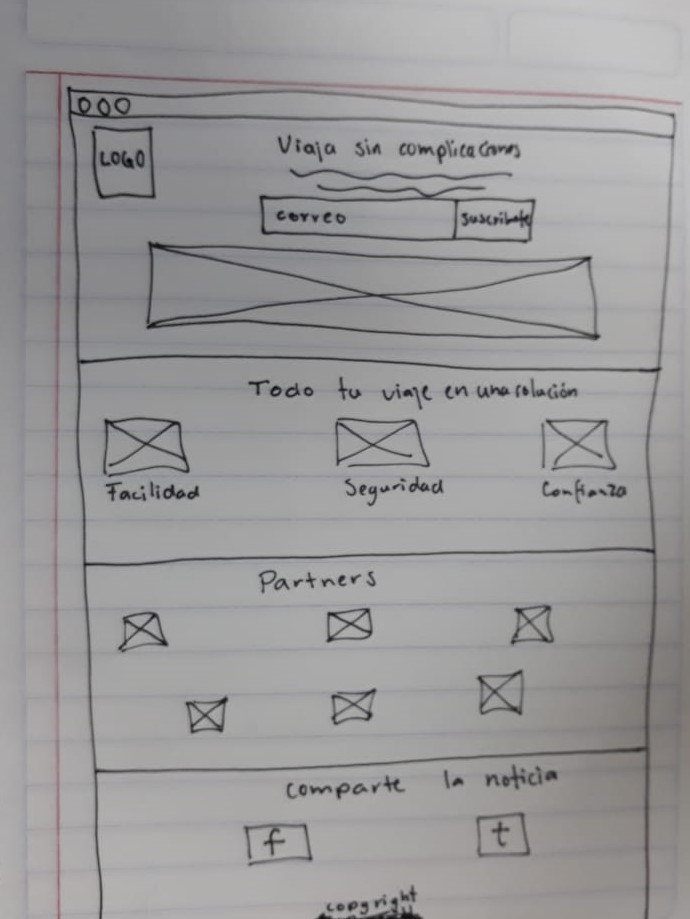 LOGO
Viaja sin complicaciones
correo
suscribete
Todo tu viaje en una solución
Facilidad
Seguridad
Confianza
Partners
comparte la noticia
f
t
copyright